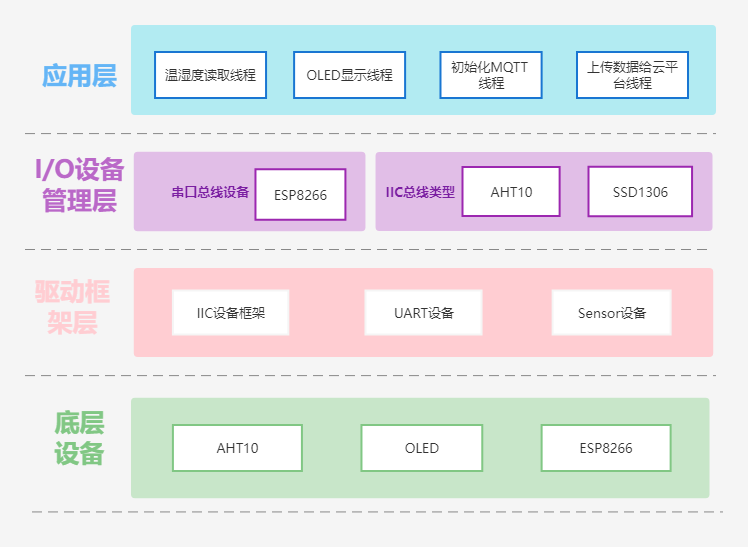 应用层
温湿度读取线程
OLED显示线程
初始化MQTT
线程
上传数据给云平
台线程
I/O设备
管理层
串口总线设备
ESP8266
IIC总线类型
AHT10
SSD1306
驱动框
架层
IIC设备框架
UART设备
Sensor设备
底层
设备
AHT10
OLED
ESP8266